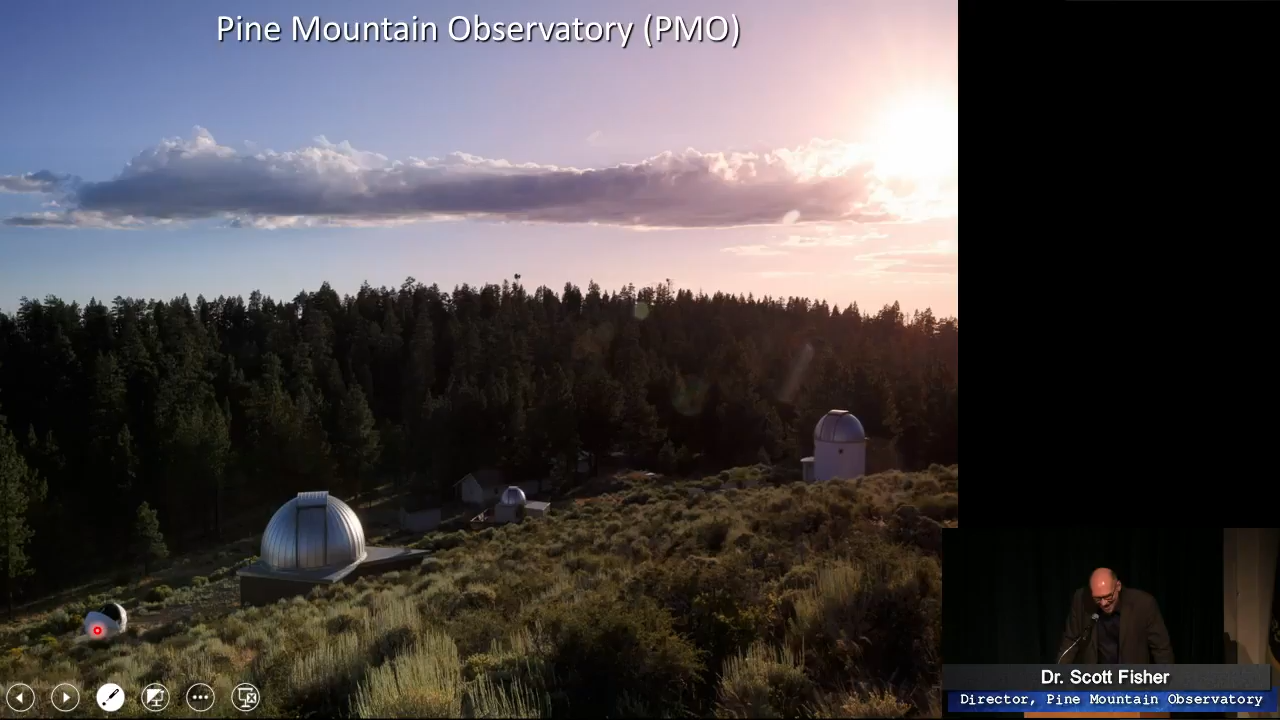 Pine Mountain Observatory (PMO)
Dr. Scott Fisher
Director, Pine Mountain Observatory